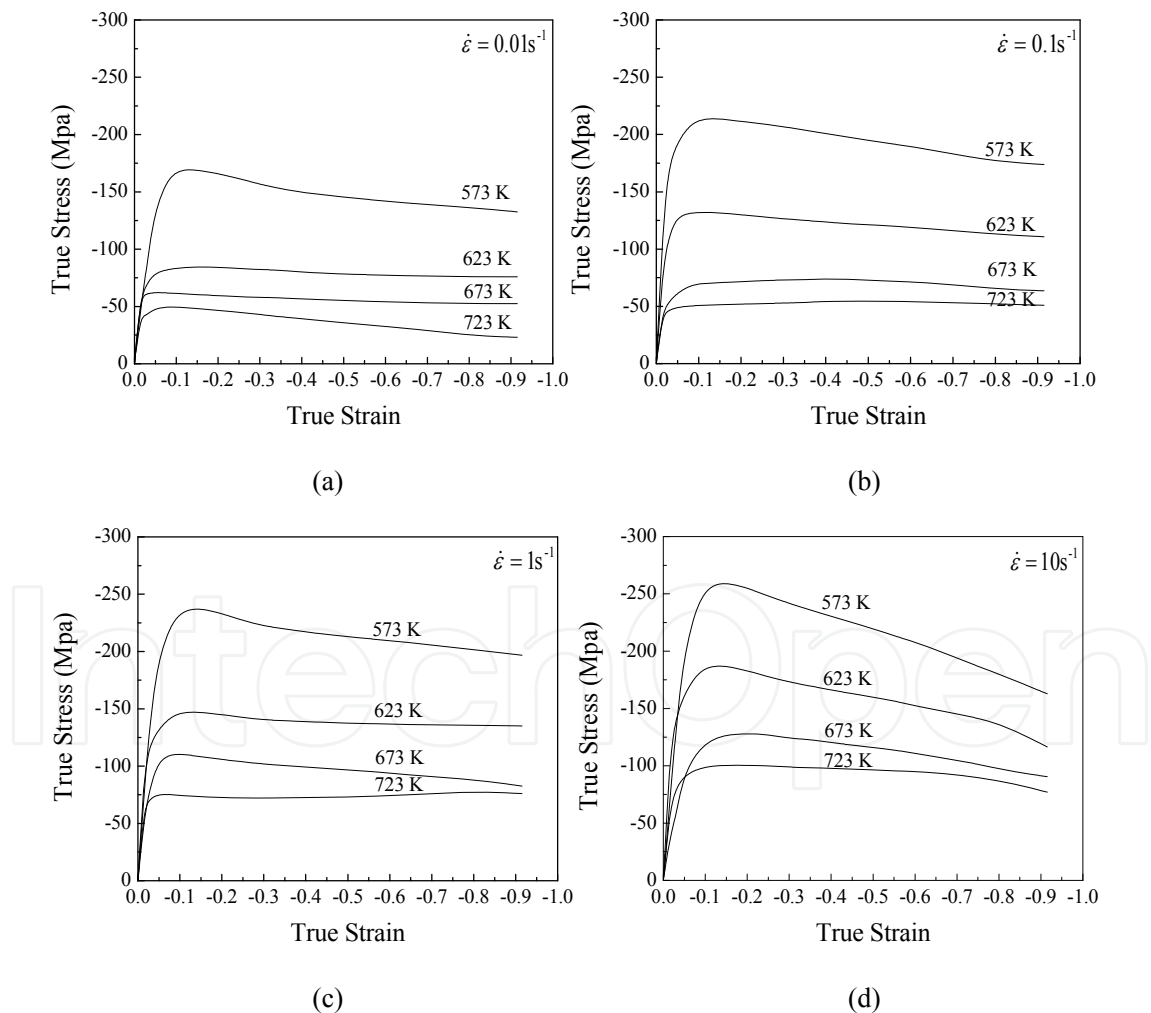 -300
-250
-200
-150
-100
-50
0
True Stress (Mpa)
ε̇ = 0.01s⁻¹
573 K
623 K
673 K
723 K
0.0 -0.1 -0.2 -0.3 -0.4 -0.5 -0.6 -0.7 -0.8 -0.9 -1.0
True Strain
(a)
-300
-250
-200
-150
-100
-50
0
True Stress (Mpa)
ε̇ = 0.1s⁻¹
573 K
623 K
673 K
723 K
0.0 -0.1 -0.2 -0.3 -0.4 -0.5 -0.6 -0.7 -0.8 -0.9 -1.0
True Strain
(b)
-300
-250
-200
-150
-100
-50
0
True Stress (Mpa)
ε̇ = 1s⁻¹
573 K
623 K
673 K
723 K
0.0 -0.1 -0.2 -0.3 -0.4 -0.5 -0.6 -0.7 -0.8 -0.9 -1.0
True Strain
(c)
-300
-250
-200
-150
-100
-50
0
True Stress (Mpa)
ε̇ = 10s⁻¹
573 K
623 K
673 K
723 K
0.0 -0.1 -0.2 -0.3 -0.4 -0.5 -0.6 -0.7 -0.8 -0.9 -1.0
True Strain
(d)
IntechOpen